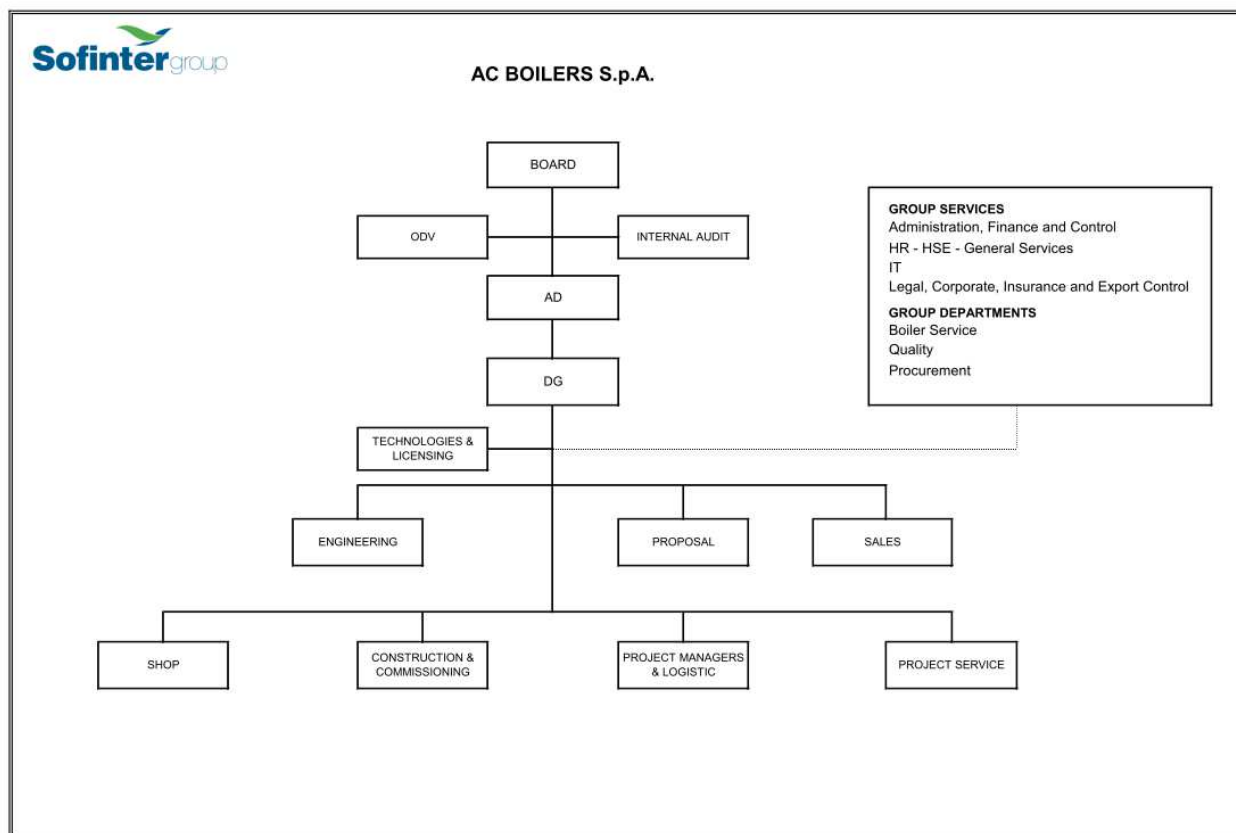 Sofintergroup
AC BOILERS S.p.A.
BOARD
ODV
INTERNAL AUDIT
AD
DG
TECHNOLOGIES &
LICENSING
GROUP SERVICES
Administration, Finance and Control
HR - HSE - General Services
IT
Legal, Corporate, Insurance and Export Control
GROUP DEPARTMENTS
Boiler Service
Quality
Procurement
ENGINEERING
PROPOSAL
SALES
SHOP
CONSTRUCTION &
COMMISSIONING
PROJECT MANAGERS
& LOGISTIC
PROJECT SERVICE